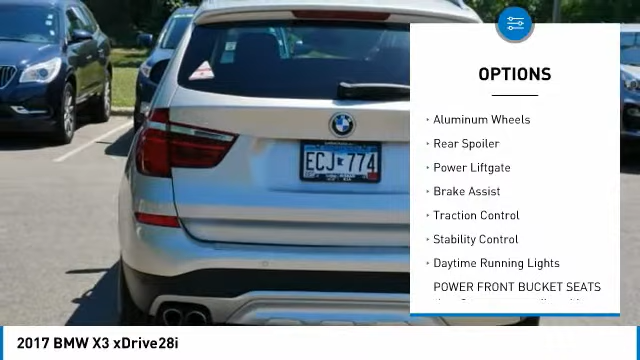 OPTIONS
Aluminum Wheels
Rear Spoiler
Power Liftgate
Brake Assist
Traction Control
Stability Control
Daytime Running Lights
POWER FRONT BUCKET SEATS
ECJ 774
2017 BMW X3 xDrive28i